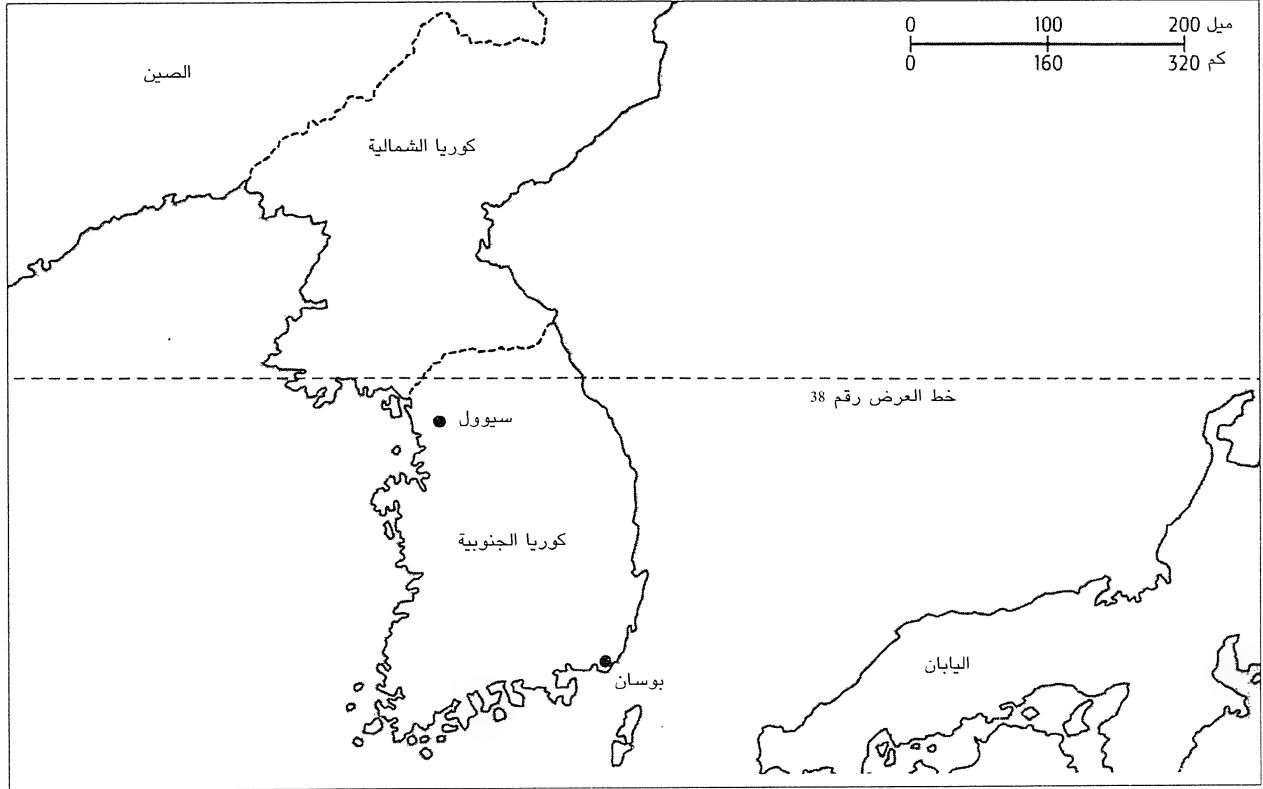 0 100 200 ميل
0 160 320 كم
الصين
كوريا الشمالية
خط العرض رقم 38
سيوول
كوريا الجنوبية
اليابان
بوسان